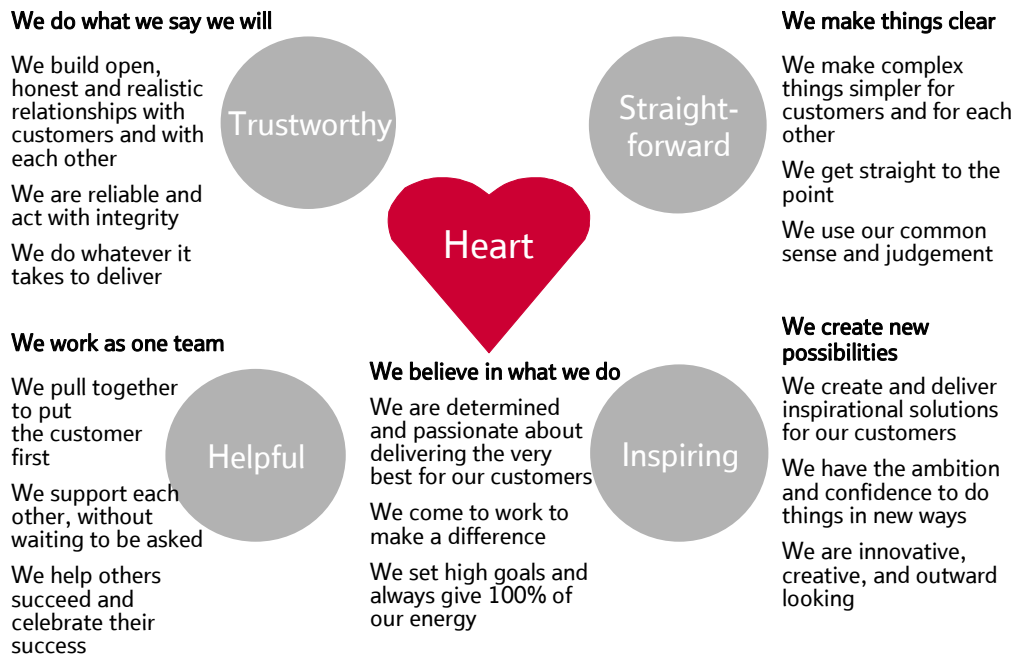 We do what we say we will
We build open,
honest and realistic
relationships with
customers and with
each other
We are reliable and
act with integrity
We do whatever it
takes to deliver
Trustworthy
Straight-
forward
We make things clear
We make complex
things simpler for
customers and for each
other
We get straight to the
point
We use our common
sense and judgement
Heart
We work as one team
We pull together
to put
the customer
first
We support each
other, without
waiting to be asked
We help others
succeed and
celebrate their
success
Helpful
We believe in what we do
We are determined
and passionate about
delivering the very
best for our customers
We come to work to
make a difference
We set high goals and
always give 100% of
our energy
Inspiring
We create new
possibilities
We create and deliver
inspirational solutions
for our customers
We have the ambition
and confidence to do
things in new ways
We are innovative,
creative, and outward
looking